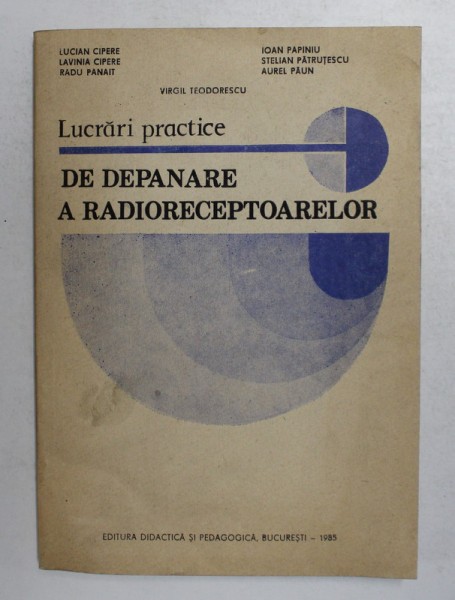 LUCIAN CIPERE
LAVINIA CIPERE
RADU PANAIT
IOAN PAPINIU
STELIAN PĂTRUȚESCU
AUREL PĂUN
VIRGIL TEODORESCU
Lucrări practice
DE DEPANARE
A RADIORECEPTOARELOR
EDITURA DIDACTICĂ ȘI PEDAGOGICĂ, BUCUREȘTI – 1985